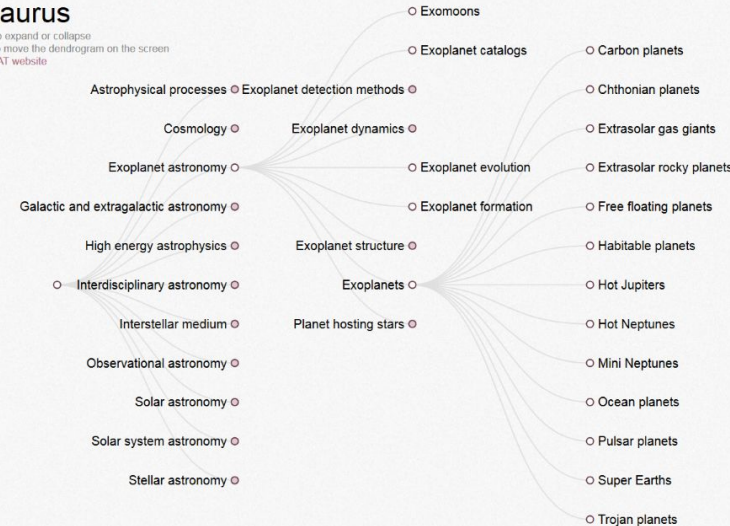 aurus
expand or collapse
move the dendrogram on the screen
AT website
Exomoons
Exoplanet catalogs
Carbon planets
Astrophysical processes
Exoplanet detection methods
Chthonian planets
Cosmology
Exoplanet dynamics
Extrasolar gas giants
Exoplanet astronomy
Exoplanet evolution
Extrasolar rocky planets
Galactic and extragalactic astronomy
Exoplanet formation
Free floating planets
High energy astrophysics
Exoplanet structure
Habitable planets
Interdisciplinary astronomy
Exoplanets
Hot Jupiters
Interstellar medium
Planet hosting stars
Hot Neptunes
Observational astronomy
Mini Neptunes
Solar astronomy
Ocean planets
Solar system astronomy
Pulsar planets
Stellar astronomy
Super Earths
Trojan planets